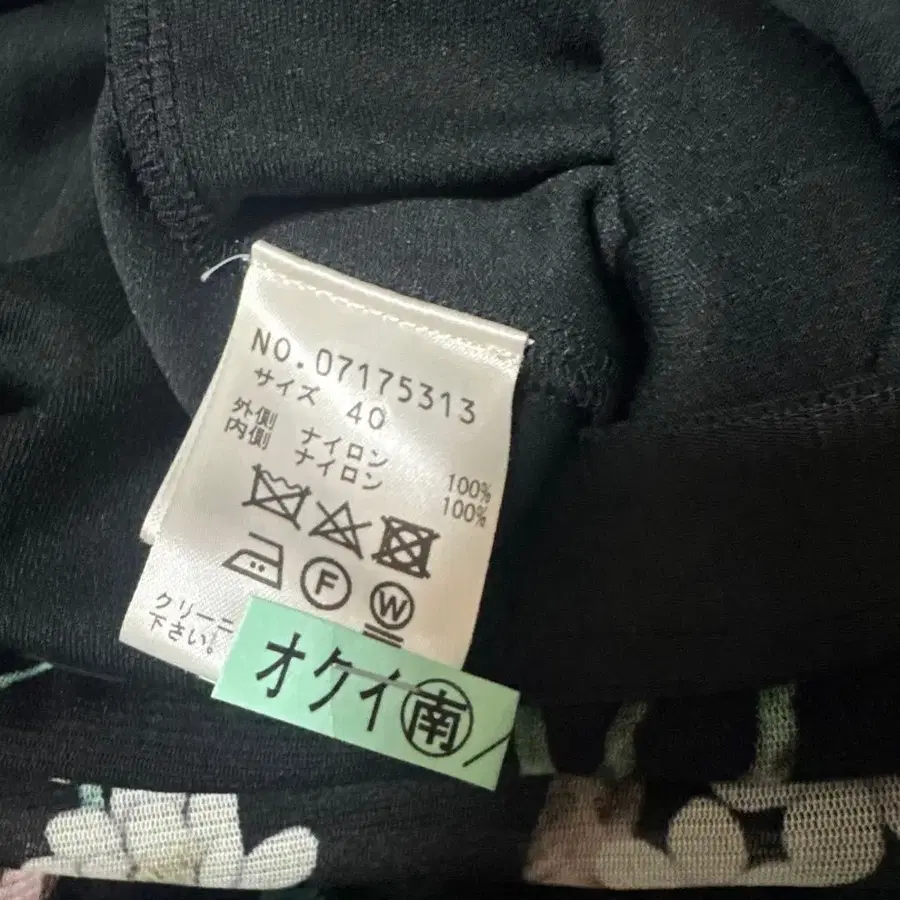 NO.07175313
サイズ 40
外側 ナイロン 100%
内側 ナイロン 100%
F W
クリーニ
下さい!
オケイ南